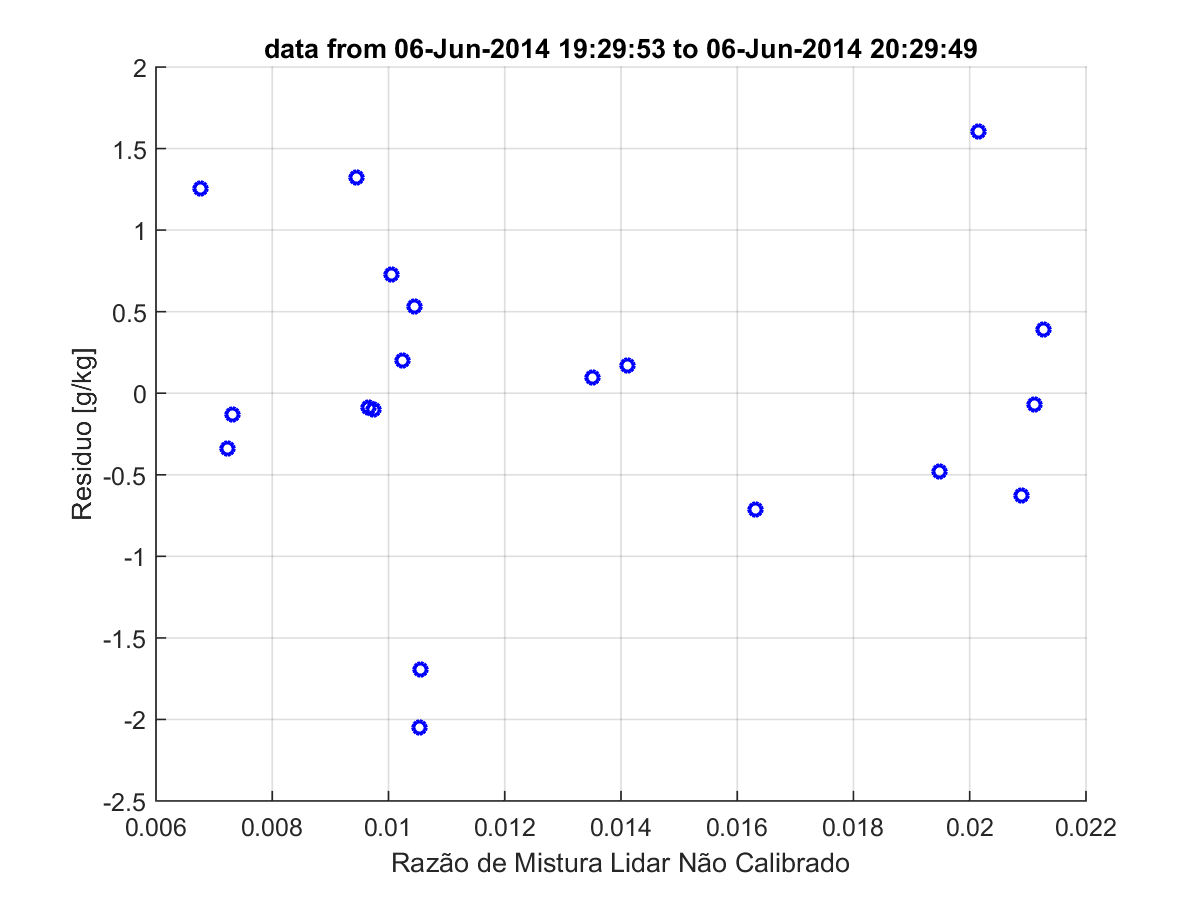 data from 06-Jun-2014 19:29:53 to 06-Jun-2014 20:29:49
2
1.5
1
0.5
0
-0.5
-1
-1.5
-2
-2.5
Residuo [g/kg]
0.006 0.008 0.01 0.012 0.014 0.016 0.018 0.02 0.022
Razão de Mistura Lidar Não Calibrado